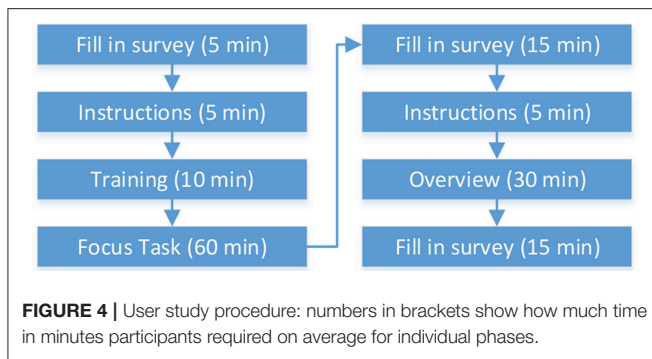 Fill in survey (5 min)
Instructions (5 min)
Training (10 min)
Focus Task (60 min)
Fill in survey (15 min)
Instructions (5 min)
Overview (30 min)
Fill in survey (15 min)
FIGURE 4 | User study procedure: numbers in brackets show how much time
in minutes participants required on average for individual phases.